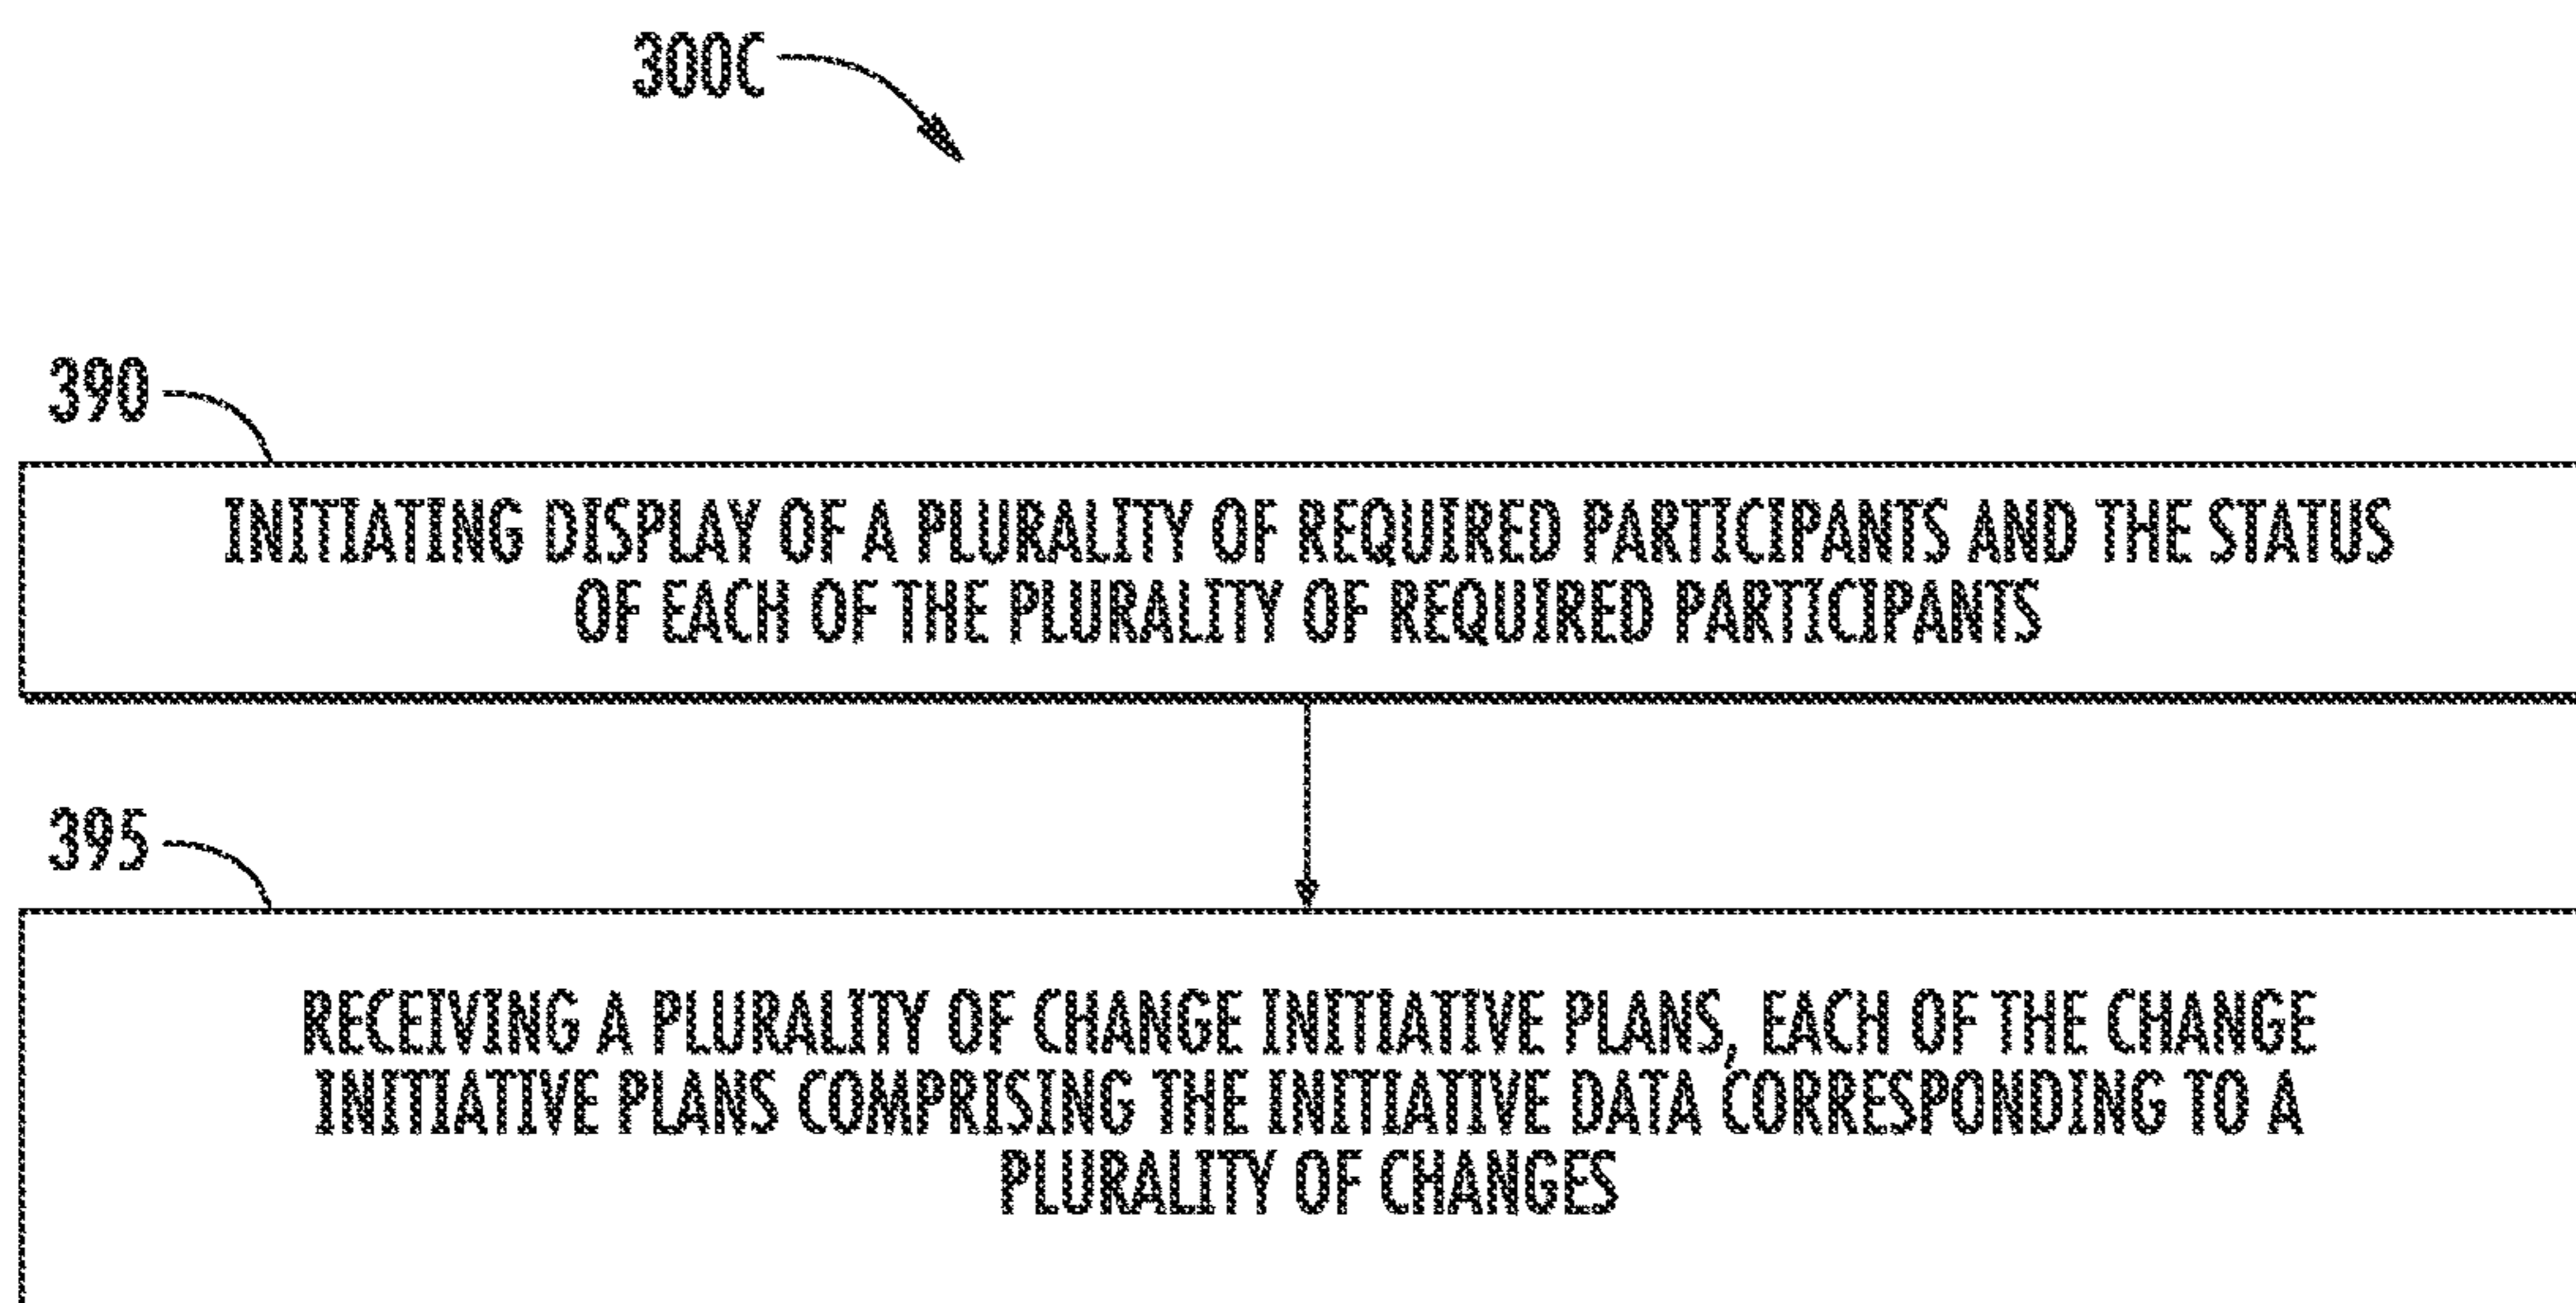 300C
390
INITIATING DISPLAY OF A PLURALITY OF REQUIRED PARTICIPANTS AND THE STATUS
OF EACH OF THE PLURALITY OF REQUIRED PARTICIPANTS
395
RECEIVING A PLURALITY OF CHANGE INITIATIVE PLANS, EACH OF THE CHANGE
INITIATIVE PLANS COMPRISING THE INITIATIVE DATA CORRESPONDING TO A
PLURALITY OF CHANGES